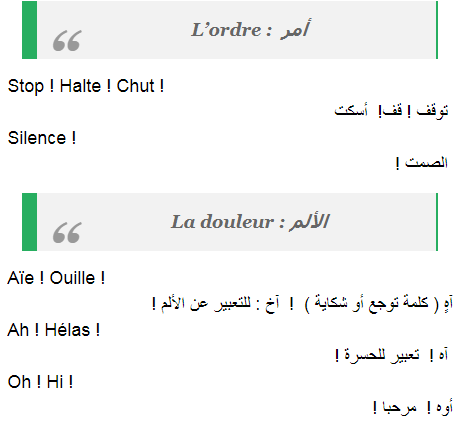 L'ordre : أمر
Stop ! Halte ! Chut !
توقف ! قف! أسكت
Silence !
الصمت !
La douleur : الألم
Aïe ! Ouille !
آهٍ ( كلمة توجع أو شكاية ) ! آخ : للتعبير عن الألم !
Ah ! Hélas !
آه ! تعبير للحسرة !
Oh ! Hi !
أوه ! مرحبا !